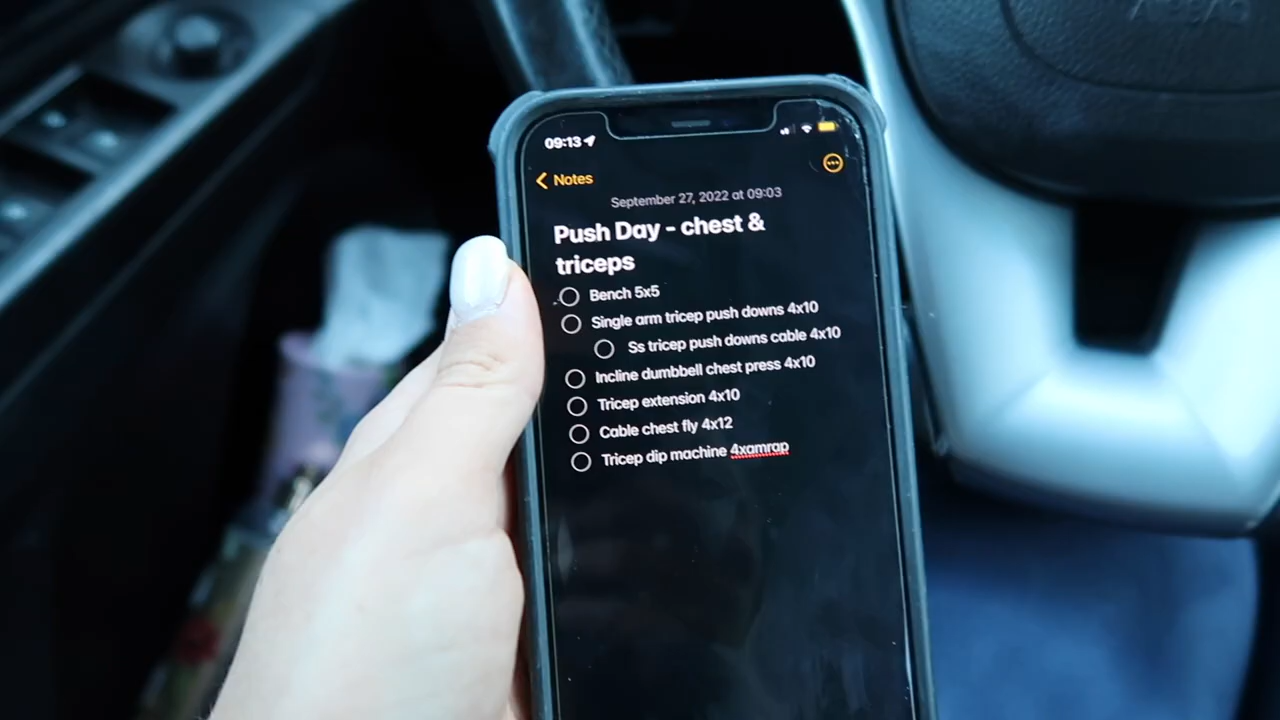 AIRBAG
09:13
Notes
September 27, 2022 at 09:03
Push Day - chest &
triceps
Bench 5x5
Single arm tricep push downs 4x10
Ss tricep push downs cable 4x10
Incline dumbbell chest press 4x10
Tricep extension 4x10
Cable chest fly 4x12
Tricep dip machine 4xamrap